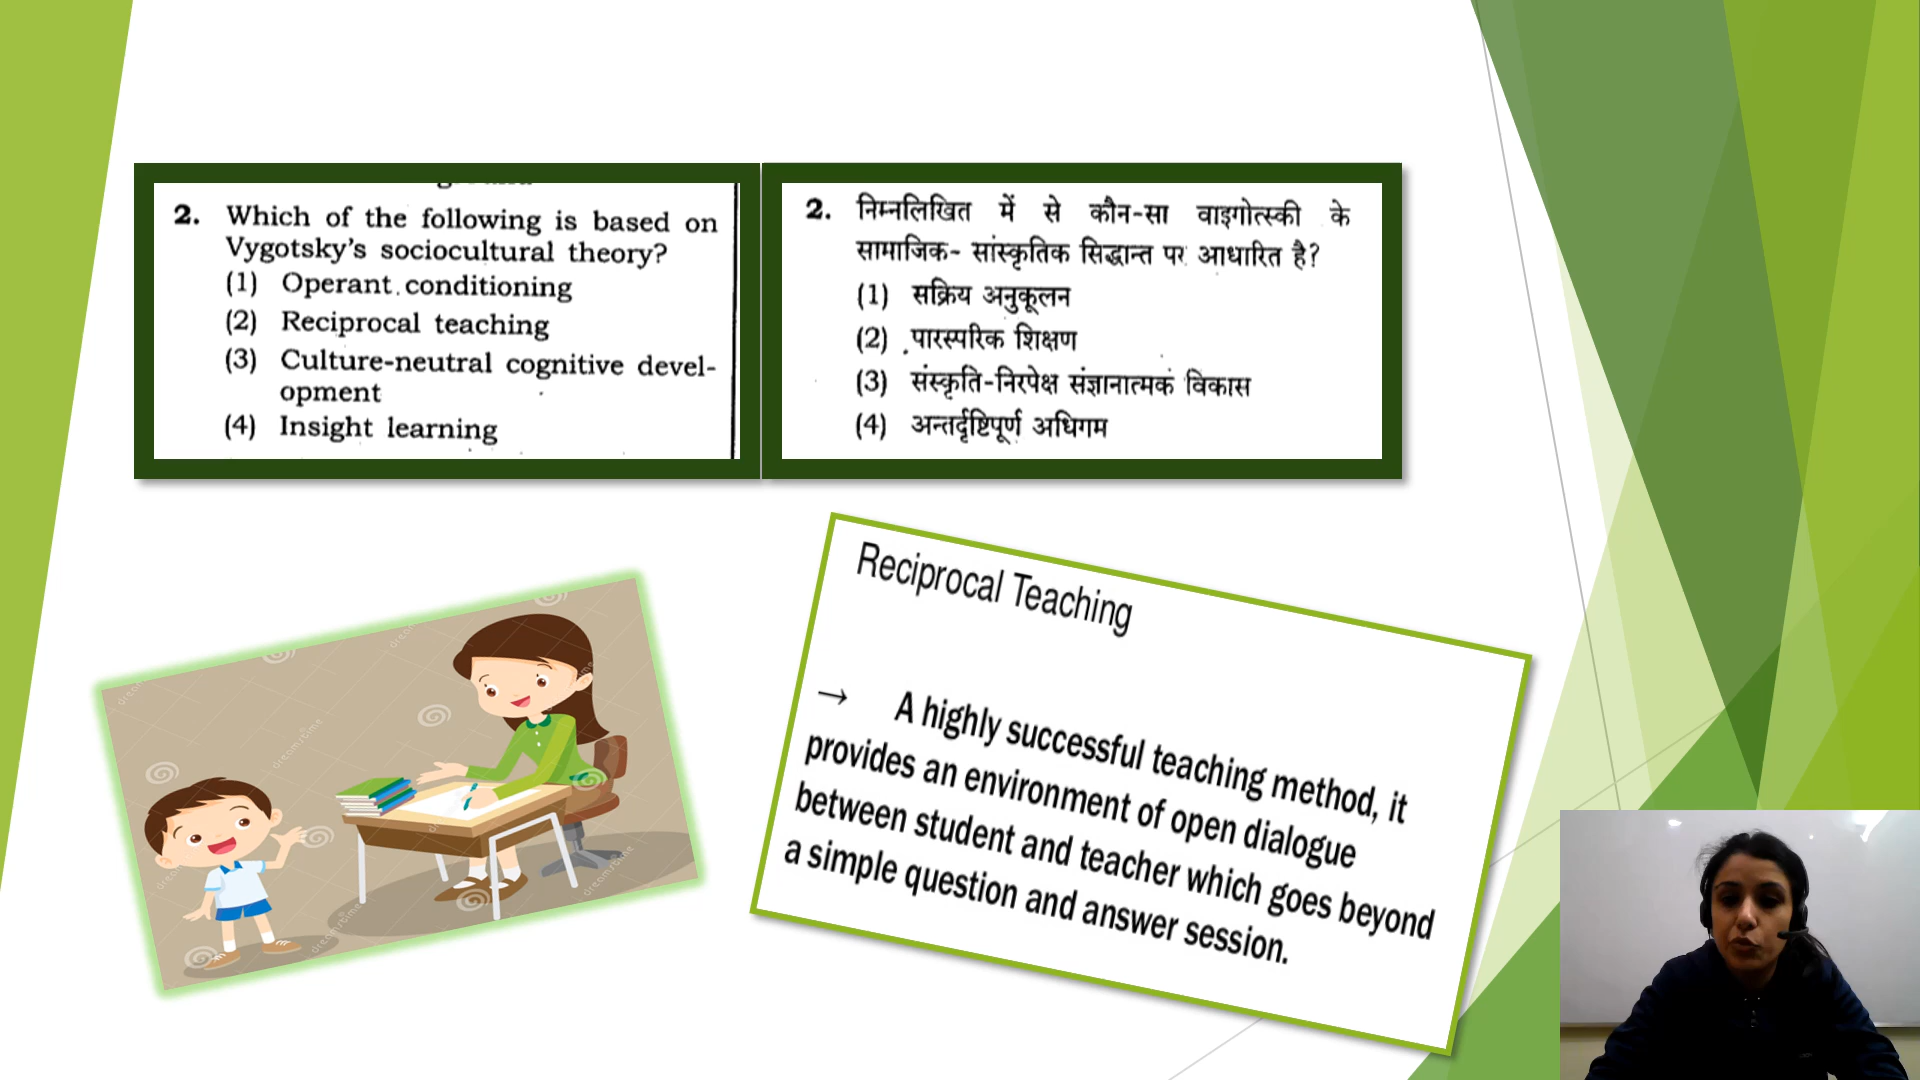 2. Which of the following is based on
Vygotsky's sociocultural theory?
(1) Operant conditioning
(2) Reciprocal teaching
(3) Culture-neutral cognitive devel-
opment
(4) Insight learning
2. निम्नलिखित में से कौन-सा वाइगोत्स्की के
सामाजिक- सांस्कृतिक सिद्धान्त पर आधारित है?
(1) सक्रिय अनुकूलन
(2) पारस्परिक शिक्षण
(3) संस्कृति-निरपेक्ष संज्ञानात्मक विकास
(4) अन्तर्दृष्टिपूर्ण अधिगम
Reciprocal Teaching
→ A highly successful teaching method, it
provides an environment of open dialogue
between student and teacher which goes beyond
a simple question and answer session.